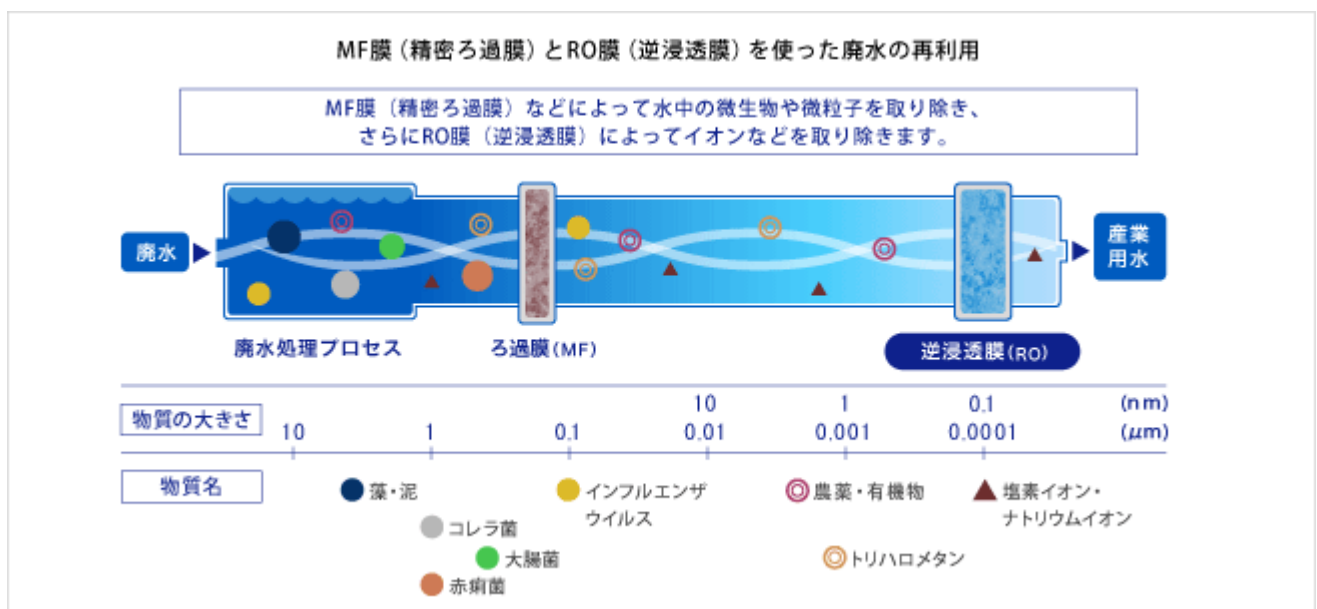 MF膜（精密ろ過膜）とRO膜（逆浸透膜）を使った廃水の再利用
MF膜（精密ろ過膜）などによって水中の微生物や微粒子を取り除き、
さらにRO膜（逆浸透膜）によってイオンなどを取り除きます。
廃水
産業
用水
廃水処理プロセス
ろ過膜(MF)
逆浸透膜(RO)
物質の大きさ
10 1 0.1 (nm)
10 1 0.1 0.01 0.001 0.0001 (μm)
物質名
藻・泥
インフルエンザ
ウイルス
農薬・有機物
塩素イオン・
ナトリウムイオン
コレラ菌
大腸菌
トリハロメタン
赤痢菌